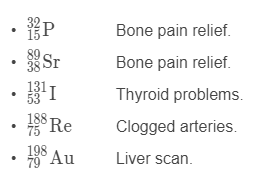 • ³²₁₅P Bone pain relief.
• ⁸⁹₃₈Sr Bone pain relief.
• ¹³¹₅₃I Thyroid problems.
• ¹⁸⁸₇₅Re Clogged arteries.
• ¹⁹⁸₇₉Au Liver scan.